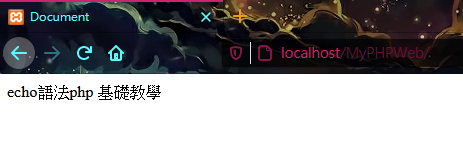 Document
localhost/MyPHPWeb/
echo語法php 基礎教學